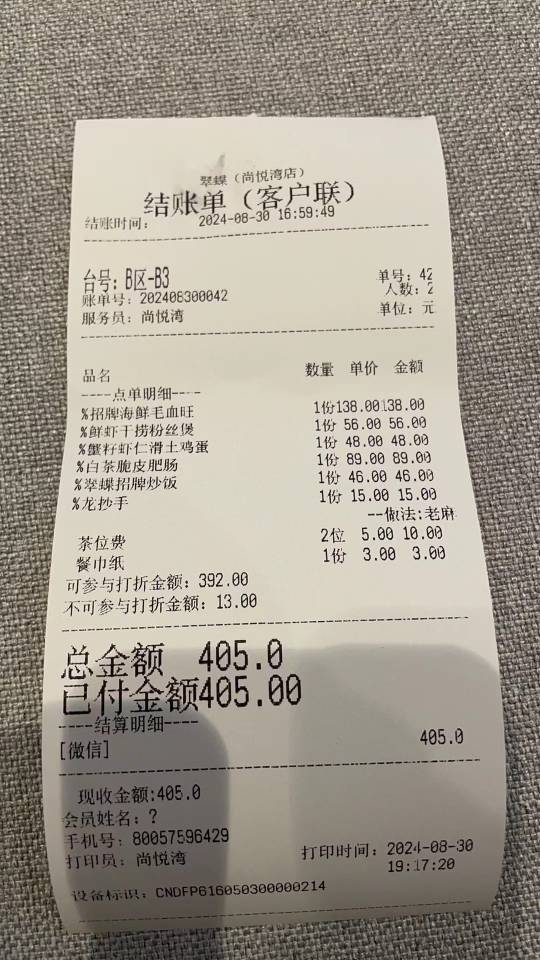 翠蝶（尚悦湾店）
结账单（客户联）
结账时间： 2024-08-30 16:59:49
台号：B区-B3 单号：42
账单号：202408300042 人数：2
服务员：尚悦湾 单位：元
品名 数量 单价 金额
----点单明细----
%招牌海鲜毛血旺 1份138.00138.00
%鲜虾干捞粉丝煲 1份 56.00 56.00
%蟹籽虾仁滑土鸡蛋 1份 48.00 48.00
%白茶脆皮肥肠 1份 89.00 89.00
%翠蝶招牌炒饭 1份 46.00 46.00
%龙抄手 1份 15.00 15.00
--做法:老麻
茶位费 2位 5.00 10.00
餐巾纸 1份 3.00 3.00
可参与打折金额：392.00
不可参与打折金额：13.00
总金额 405.0
已付金额405.00
----结算明细----
[微信] 405.0
现收金额:405.0
会员姓名：?
手机号：80057596429
打印员：尚悦湾 打印时间：2024-08-30
19:17:20
设备标识：CNDFP616050300000214